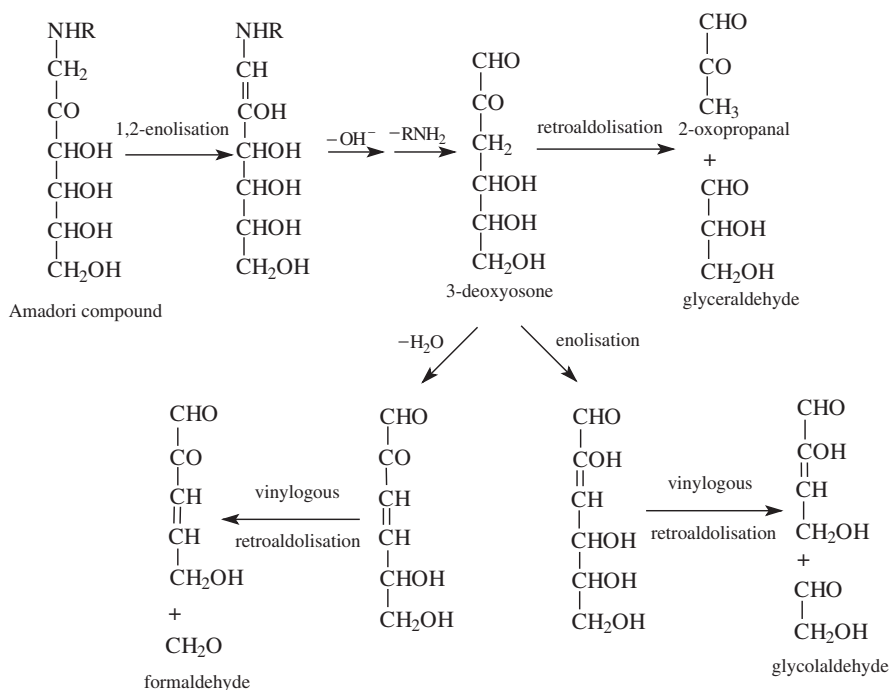 NHR
CH2
CO
CHOH
CHOH
CHOH
CH2OH
Amadori compound
1,2-enolisation
NHR
CH
COH
CHOH
CHOH
CHOH
CH2OH
−OH−
−RNH2
CHO
CO
CH2
CHOH
CHOH
CH2OH
3-deoxyosone
retroaldolisation
CHO
CO
CH3
2-oxopropanal
+
CHO
CHOH
CH2OH
glyceraldehyde
−H2O
enolisation
CHO
CO
CH
CH
CH2OH
+
CH2O
formaldehyde
vinylogous
retroaldolisation
CHO
CO
CH
CH
CHOH
CH2OH
CHO
COH
CH
CHOH
CHOH
CH2OH
vinylogous
retroaldolisation
CHO
COH
CH
CH2OH
+
CHO
CH2OH
glycolaldehyde